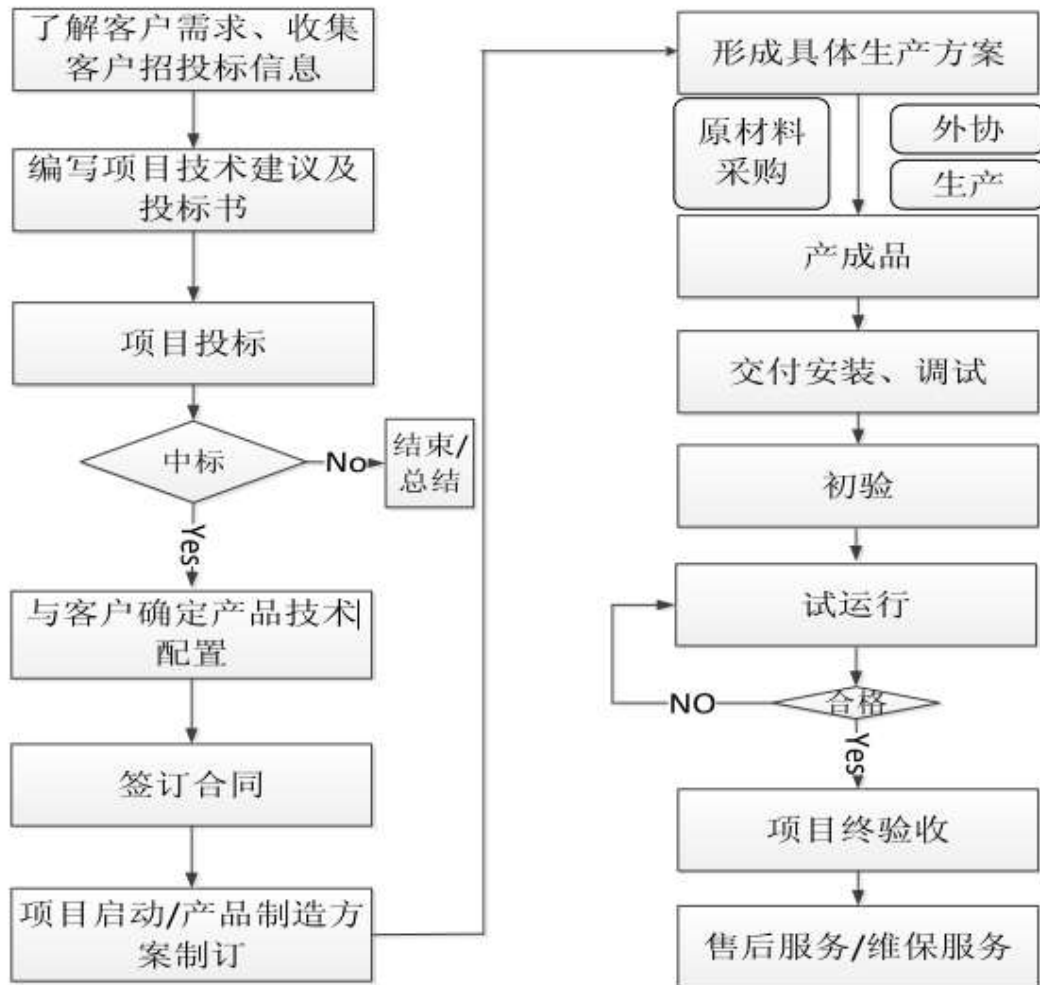 了解客户需求、收集
客户招投标信息
编写项目技术建议及
投标书
项目投标
中标
No
结束/
总结
Yes
与客户确定产品技术
配置
签订合同
项目启动/产品制造方
案制订
形成具体生产方案
原材料
采购
外协
生产
产成品
交付安装、调试
初验
试运行
合格
NO
Yes
项目终验收
售后服务/维保服务